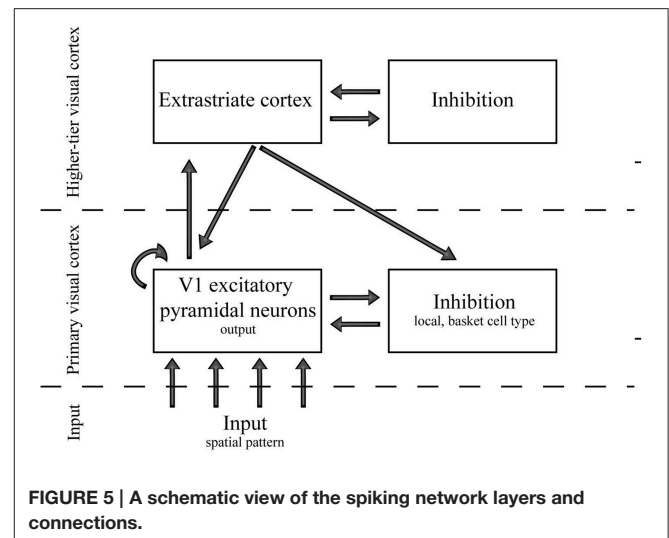 Higher-tier visual cortex
Extrastriate cortex
Inhibition
Primary visual cortex
V1 excitatory
pyramidal neurons
output
Inhibition
local, basket cell type
Input
Input
spatial pattern
FIGURE 5 | A schematic view of the spiking network layers and
connections.